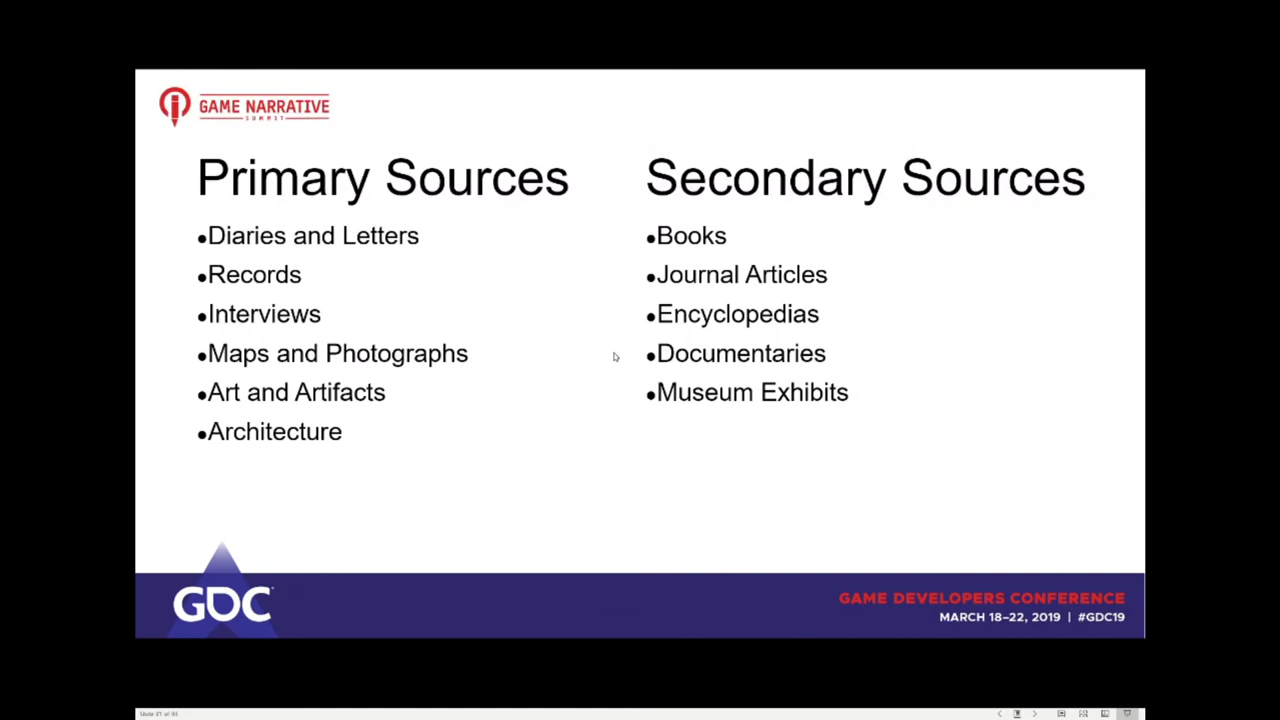 GAME NARRATIVE
SUMMIT
Primary Sources
•Diaries and Letters
•Records
•Interviews
•Maps and Photographs
•Art and Artifacts
•Architecture
Secondary Sources
•Books
•Journal Articles
•Encyclopedias
•Documentaries
•Museum Exhibits
GDC
GAME DEVELOPERS CONFERENCE
MARCH 18–22, 2019 | #GDC19